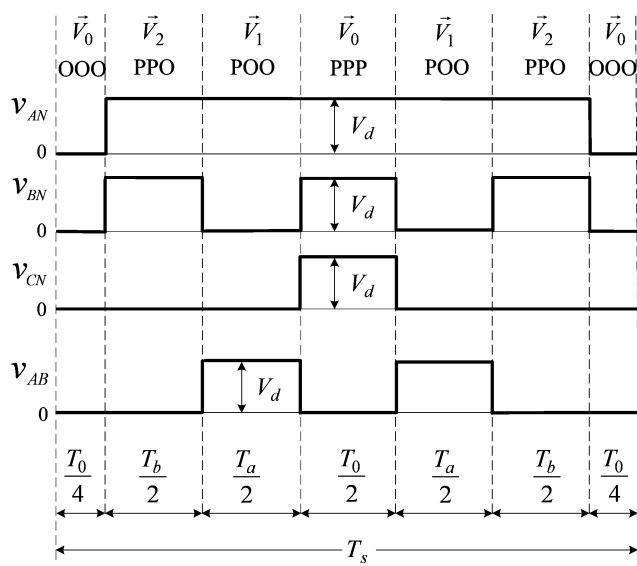 V⃗0 V⃗2 V⃗1 V⃗0 V⃗1 V⃗2 V⃗0
OOO PPO POO PPP POO PPO OOO
vAN
Vd
0
vBN
Vd
0
vCN
Vd
0
vAB
Vd
0
T0/4 Tb/2 Ta/2 T0/2 Ta/2 Tb/2 T0/4
Ts